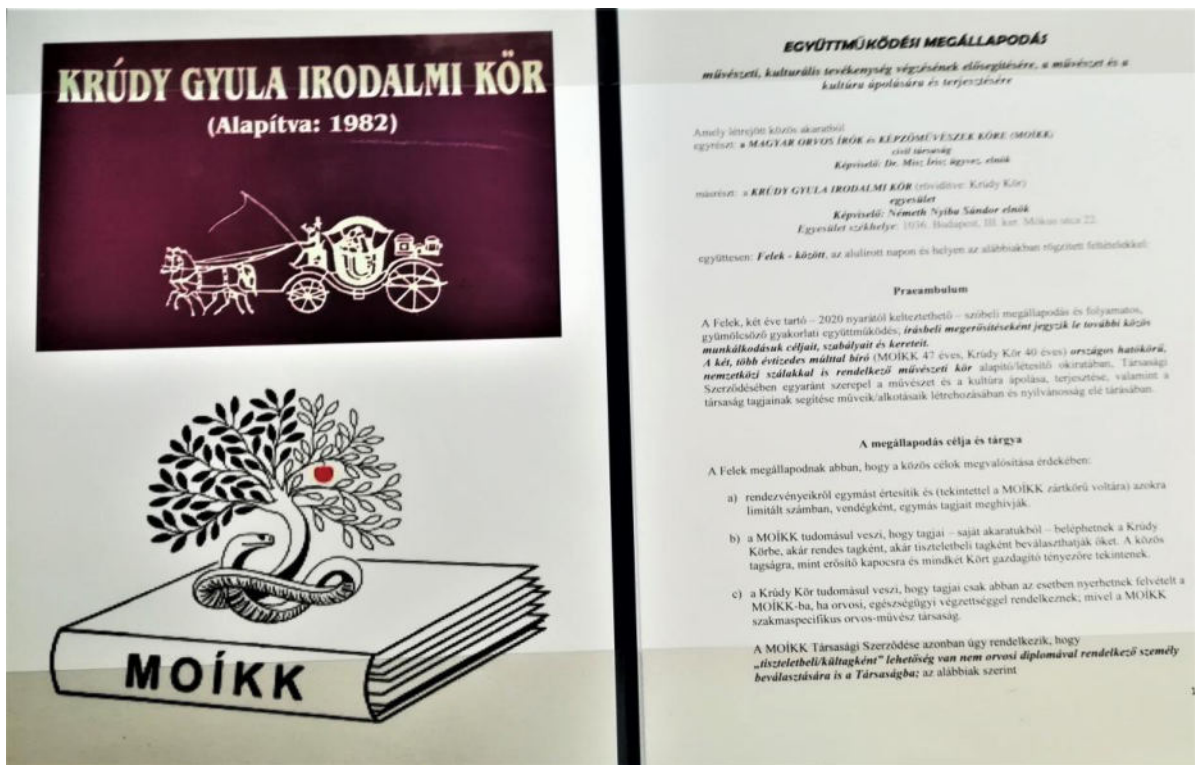 KRÚDY GYULA IRODALMI KÖR
(Alapítva: 1982)
MOÍKK
EGYÜTTMŰKÖDÉSI MEGÁLLAPODÁS
művészeti, kulturális tevékenység végzésének elősegítésére, a művészet és a
kultúra ápolására és terjesztésére
Amely létrejött közös akaratból
egyrészt: a MAGYAR ORVOS ÍRÓK és KÉPZŐMŰVÉSZEK KÖRE (MOÍKK)
civil társaság
Képviselő: Dr. Misz Írisz ügyvez. elnök
másrészt: a KRÚDY GYULA IRODALMI KÖR (rövidítve: Krúdy Kör)
egyesület
Képviselő: Németh Nyiba Sándor elnök
Egyesület székhelye: 1036. Budapest, III. ker. Mókus utca 22.
együttesen: Felek - között, az alulírott napon és helyen az alábbiakban rögzített feltételekkel:
Praeambulum
A Felek, két éve tartó – 2020 nyarától keltezhető – szóbeli megállapodás és folyamatos,
gyümölcsöző gyakorlati együttműködés; írásbeli megerősítéseként jegyzik le további közös
munkálkodásuk céljait, szabályait és kereteit.
A két, több évtizedes múlttal bíró (MOÍKK 47 éves, Krúdy Kör 40 éves) országos hatókörű,
nemzetközi szálakkal is rendelkező művészeti kör alapító/létesítő okiratában, Társasági
Szerződésében egyaránt szerepel a művészet és a kultúra ápolása, terjesztése, valamint a
társaság tagjainak segítése műveik/alkotásaik létrehozásában és nyilvánosság elé tárásában.
A megállapodás célja és tárgya
A Felek megállapodnak abban, hogy a közös célok megvalósítása érdekében:
a) rendezvényeikről egymást értesítik és (tekintettel a MOÍKK zártkörű voltára) azokra
limitált számban, vendégként, egymás tagjait meghívják.
b) a MOÍKK tudomásul veszi, hogy tagjai – saját akaratukból – beléphetnek a Krúdy
Körbe, akár rendes tagként, akár tiszteletbeli tagként beválaszthatják őket. A közös
tagságra, mint erősítő kapocsra és mindkét Kört gazdagító tényezőre tekintenek.
c) a Krúdy Kör tudomásul veszi, hogy tagjai csak abban az esetben nyerhetnek felvételt a
MOÍKK-ba, ha orvosi, egészségügyi végzettséggel rendelkeznek; mivel a MOÍKK
szakmaspecifikus orvos-művész társaság.
A MOÍKK Társasági Szerződése azonban úgy rendelkezik, hogy
„tiszteletbeli/kültagként" lehetőség van nem orvosi diplomával rendelkező személy
beválasztására is a Társaságba; az alábbiak szerint